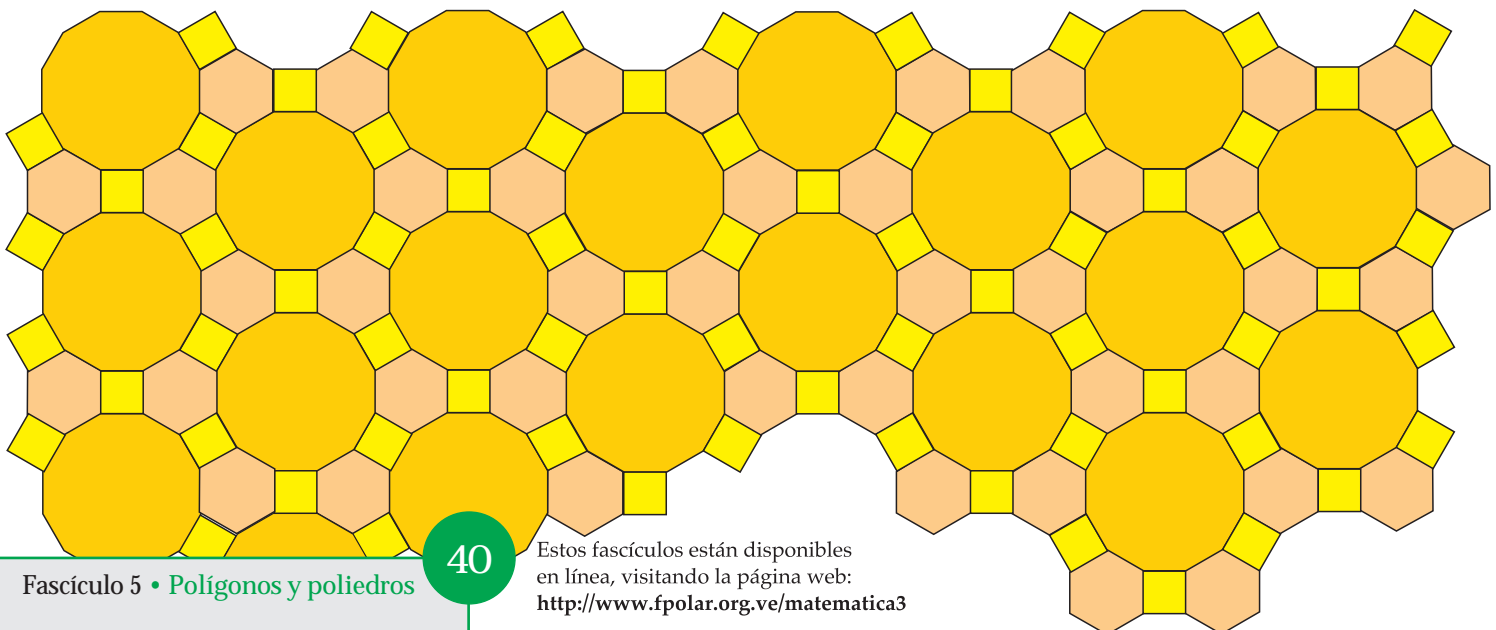 Fascículo 5 • Polígonos y poliedros
40
Estos fascículos están disponibles
en línea, visitando la página web:
http://www.fpolar.org.ve/matematica3